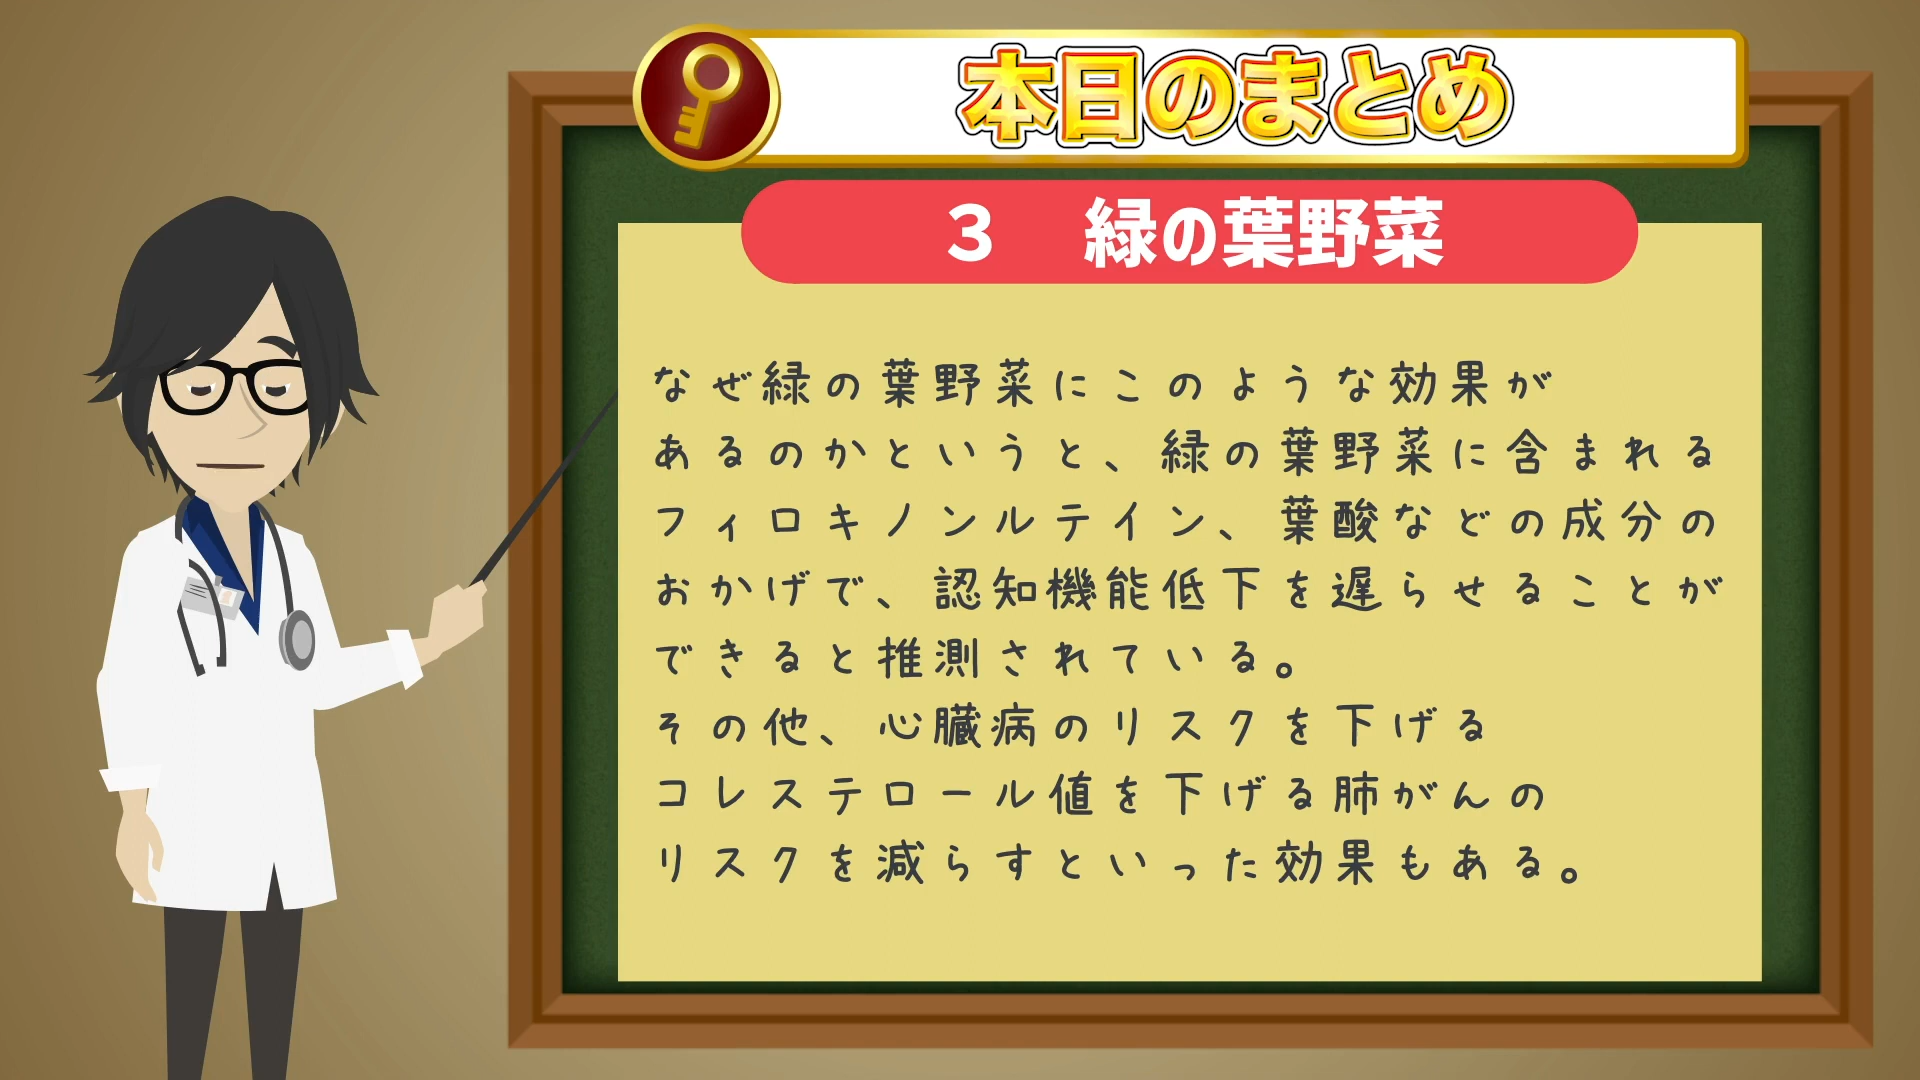 本日のまとめ
３　緑の葉野菜
なぜ緑の葉野菜にこのような効果が
あるのかというと、緑の葉野菜に含まれる
フィロキノンルテイン、葉酸などの成分の
おかげで、認知機能低下を遅らせることが
できると推測されている。
その他、心臓病のリスクを下げる
コレステロール値を下げる肺がんの
リスクを減らすといった効果もある。